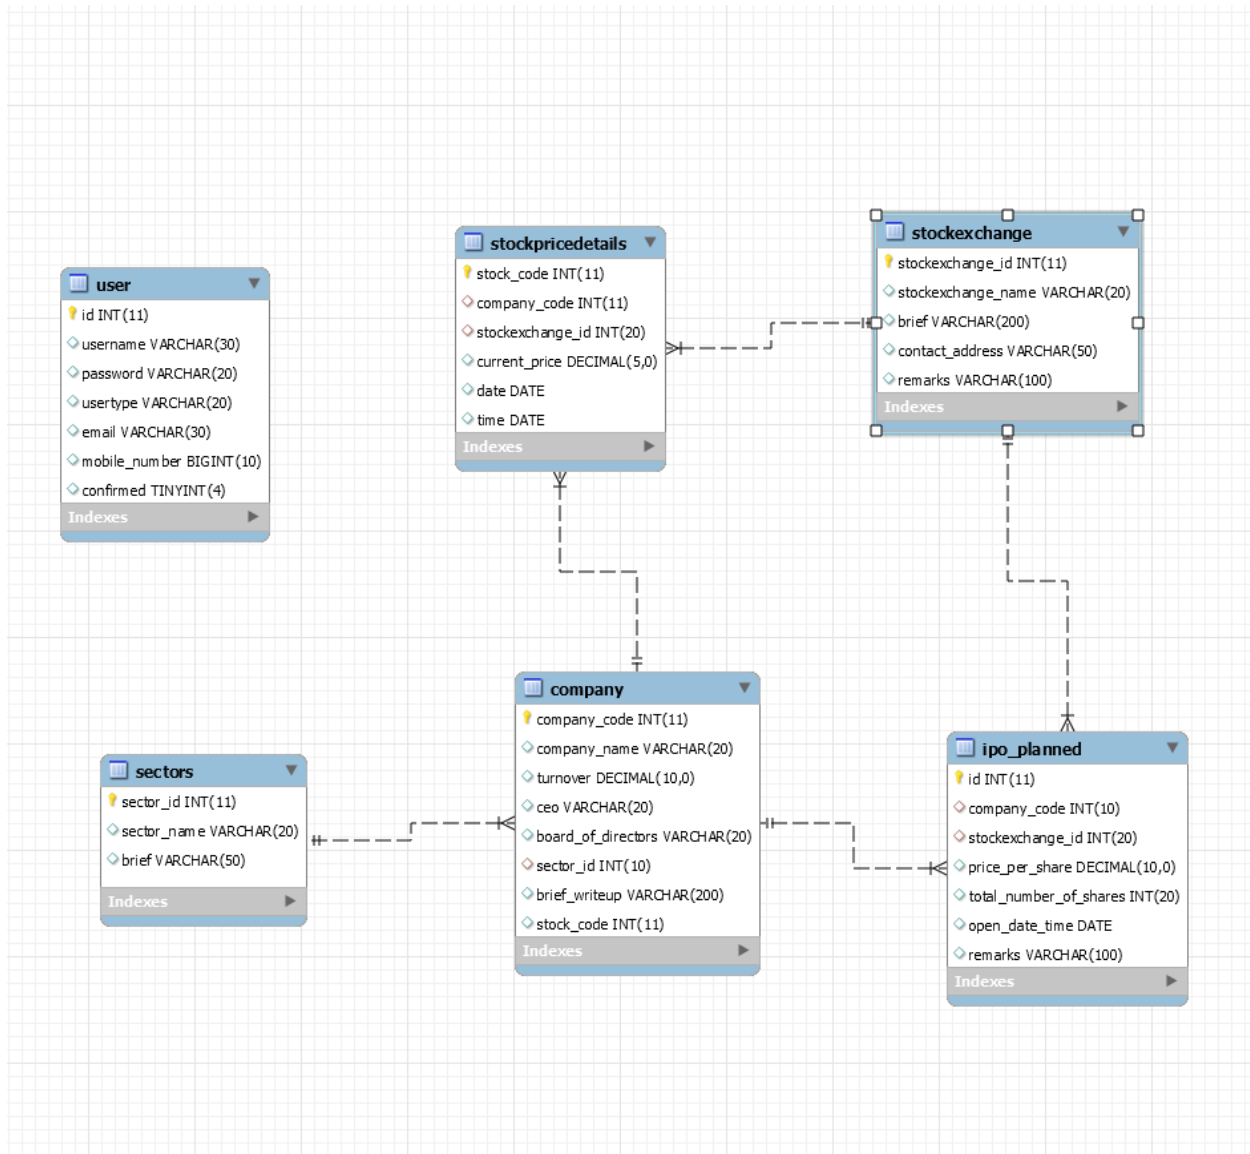 user
id INT(11)
username VARCHAR(30)
password VARCHAR(20)
usertype VARCHAR(20)
email VARCHAR(30)
mobile_number BIGINT(10)
confirmed TINYINT(4)
Indexes
stockpricedetails
stock_code INT(11)
company_code INT(11)
stockexchange_id INT(20)
current_price DECIMAL(5,0)
date DATE
time DATE
Indexes
stockexchange
stockexchange_id INT(11)
stockexchange_name VARCHAR(20)
brief VARCHAR(200)
contact_address VARCHAR(50)
remarks VARCHAR(100)
Indexes
sectors
sector_id INT(11)
sector_name VARCHAR(20)
brief VARCHAR(50)
Indexes
company
company_code INT(11)
company_name VARCHAR(20)
turnover DECIMAL(10,0)
ceo VARCHAR(20)
board_of_directors VARCHAR(20)
sector_id INT(10)
brief_writeup VARCHAR(200)
stock_code INT(11)
Indexes
ipo_planned
id INT(11)
company_code INT(10)
stockexchange_id INT(20)
price_per_share DECIMAL(10,0)
total_number_of_shares INT(20)
open_date_time DATE
remarks VARCHAR(100)
Indexes